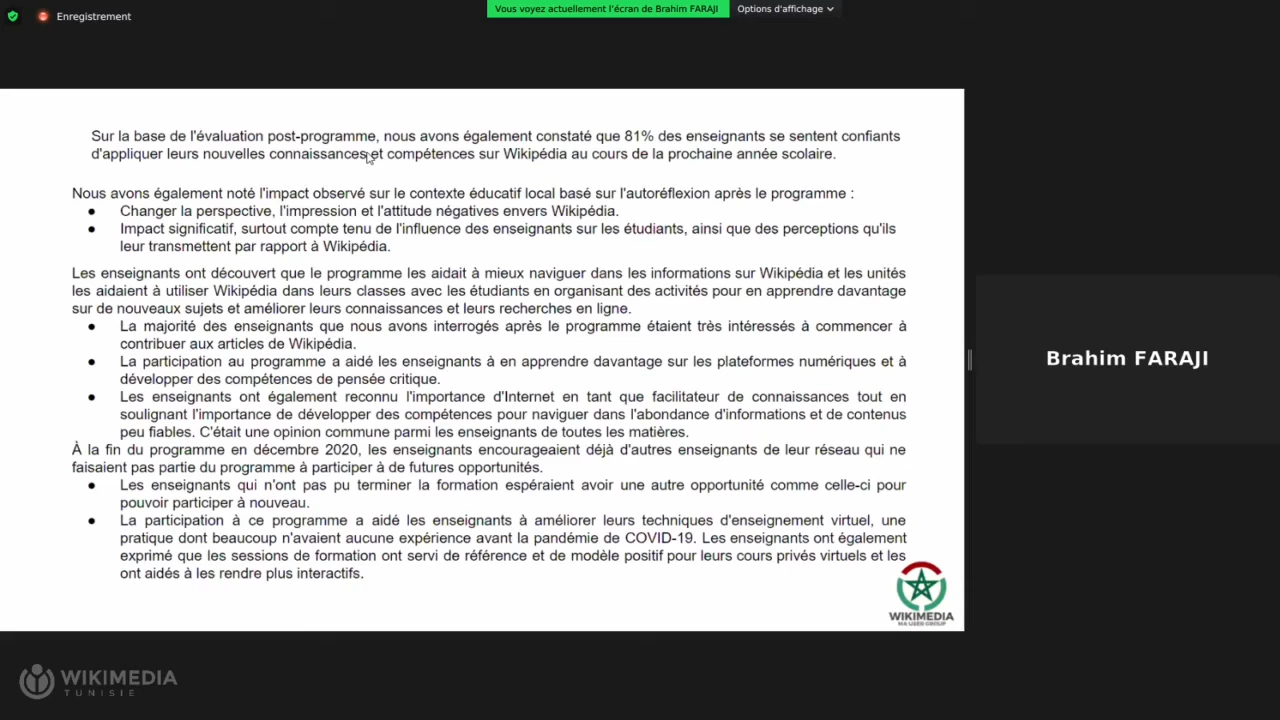 Enregistrement
Vous voyez actuellement l'écran de Brahim FARAJI
Options d'affichage
Sur la base de l'évaluation post-programme, nous avons également constaté que 81% des enseignants se sentent confiants
d'appliquer leurs nouvelles connaissances et compétences sur Wikipédia au cours de la prochaine année scolaire.
Nous avons également noté l'impact observé sur le contexte éducatif local basé sur l'autoréflexion après le programme :
● Changer la perspective, l'impression et l'attitude négatives envers Wikipédia.
● Impact significatif, surtout compte tenu de l'influence des enseignants sur les étudiants, ainsi que des perceptions qu'ils
leur transmettent par rapport à Wikipédia.
Les enseignants ont découvert que le programme les aidait à mieux naviguer dans les informations sur Wikipédia et les unités
les aidaient à utiliser Wikipédia dans leurs classes avec les étudiants en organisant des activités pour en apprendre davantage
sur de nouveaux sujets et améliorer leurs connaissances et leurs recherches en ligne.
● La majorité des enseignants que nous avons interrogés après le programme étaient très intéressés à commencer à
contribuer aux articles de Wikipédia.
● La participation au programme a aidé les enseignants à en apprendre davantage sur les plateformes numériques et à
développer des compétences de pensée critique.
● Les enseignants ont également reconnu l'importance d'Internet en tant que facilitateur de connaissances tout en
soulignant l'importance de développer des compétences pour naviguer dans l'abondance d'informations et de contenus
peu fiables. C'était une opinion commune parmi les enseignants de toutes les matières.
À la fin du programme en décembre 2020, les enseignants encourageaient déjà d'autres enseignants de leur réseau qui ne
faisaient pas partie du programme à participer à de futures opportunités.
● Les enseignants qui n'ont pas pu terminer la formation espéraient avoir une autre opportunité comme celle-ci pour
pouvoir participer à nouveau.
● La participation à ce programme a aidé les enseignants à améliorer leurs techniques d'enseignement virtuel, une
pratique dont beaucoup n'avaient aucune expérience avant la pandémie de COVID-19. Les enseignants ont également
exprimé que les sessions de formation ont servi de référence et de modèle positif pour leurs cours privés virtuels et les
ont aidés à les rendre plus interactifs.
WIKIMEDIA
MA USER GROUP
Brahim FARAJI
WIKIMEDIA
TUNISIE